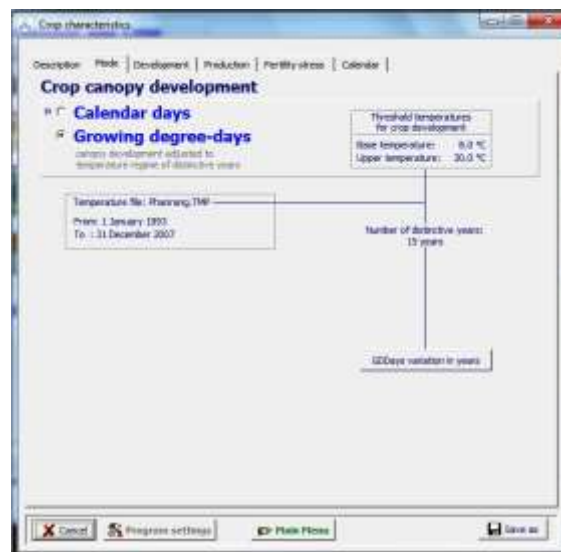 Crop characteristics
Description Mode Development Production Fertility stress Calendar
Crop canopy development
Calendar days
Growing degree-days
canopy development adjusted to
temperature regime of distinctive years
Threshold temperatures
for crop development
Base temperature: 8.0 °C
Upper temperature: 30.0 °C
Temperature file: Phanrang.TMP
From: 1 January 1993
To : 31 December 2007
Number of distinctive years:
15 years
GDDays variation in years
Cancel Program settings Main Menu Save as